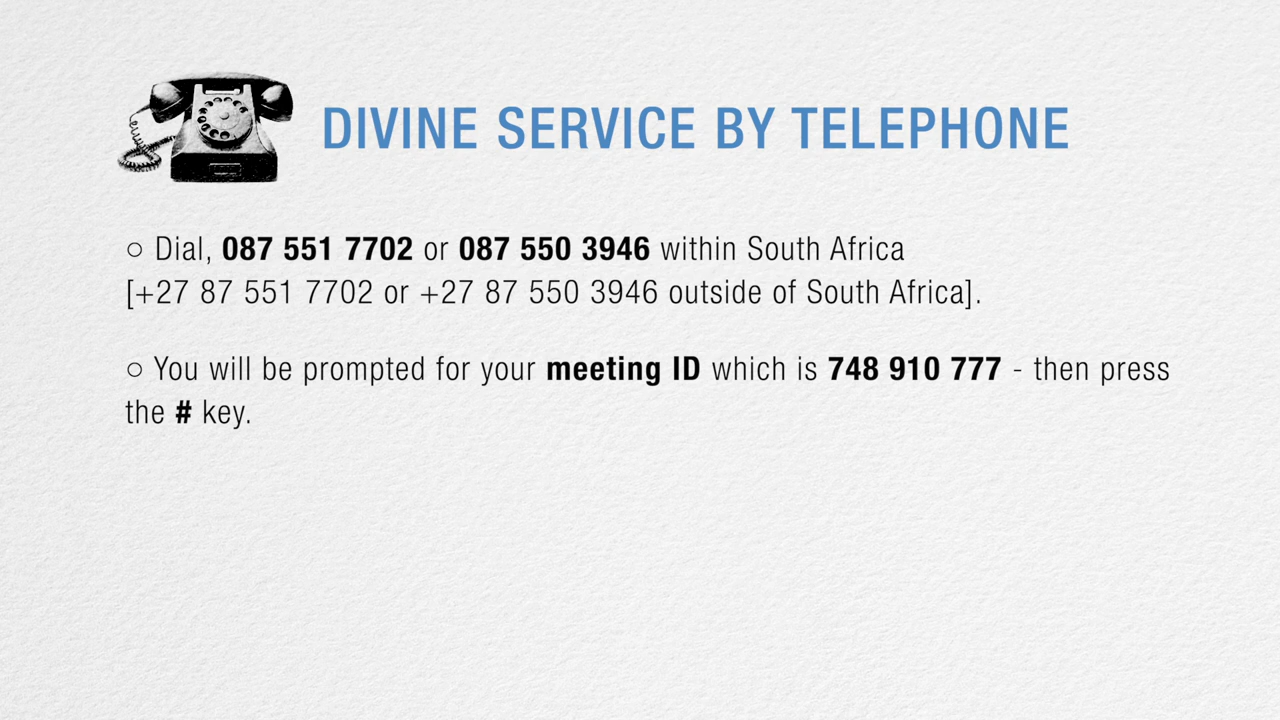 DIVINE SERVICE BY TELEPHONE
○ Dial, 087 551 7702 or 087 550 3946 within South Africa
[+27 87 551 7702 or +27 87 550 3946 outside of South Africa].
○ You will be prompted for your meeting ID which is 748 910 777 - then press
the # key.